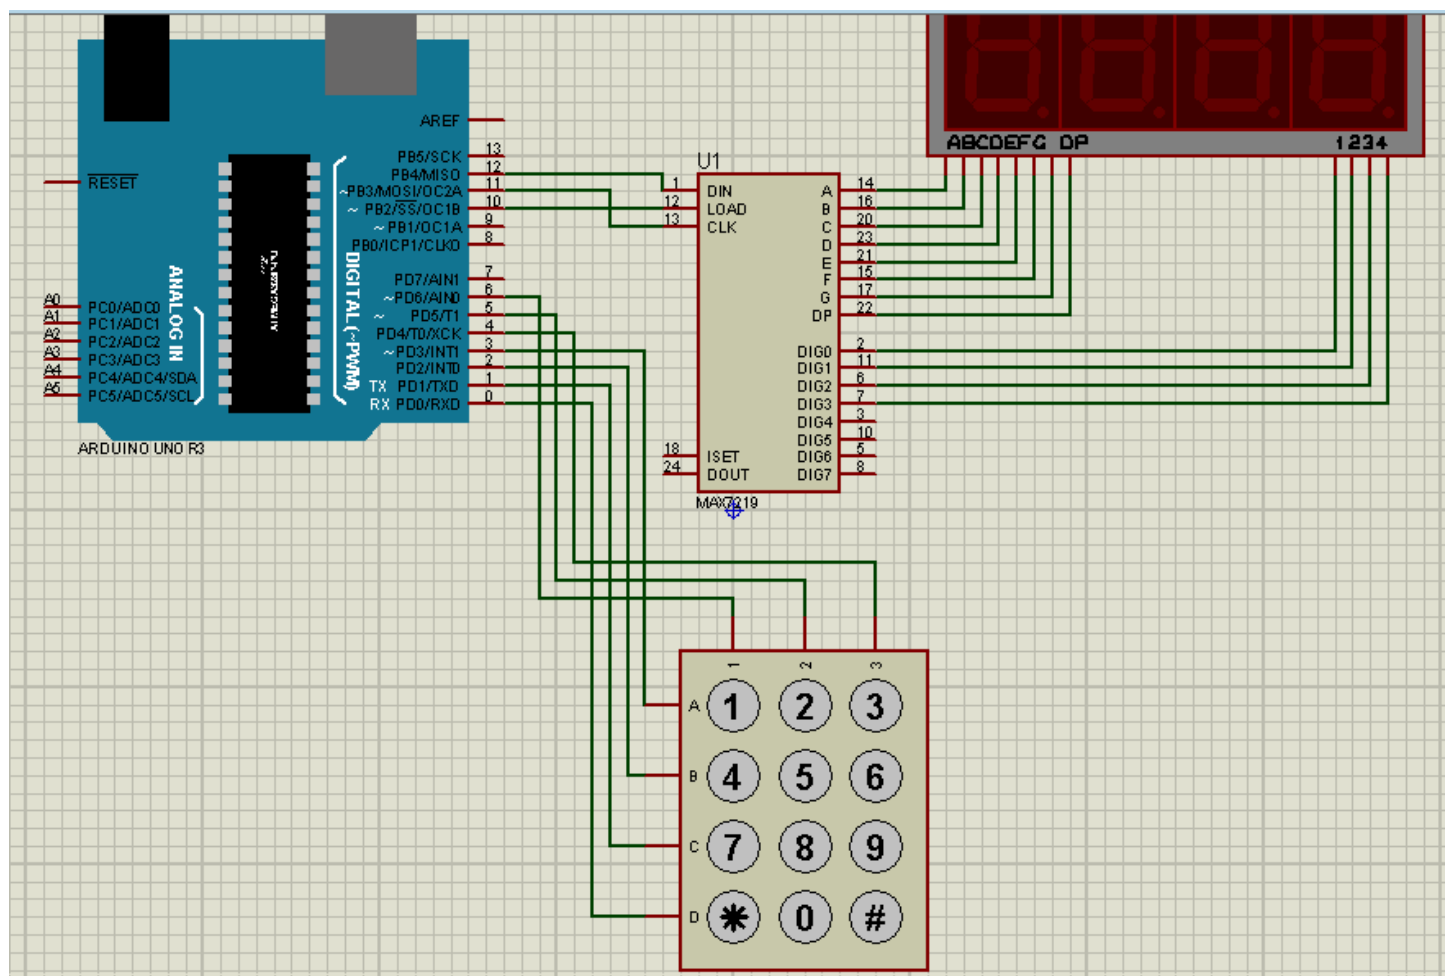 AREF
13
PB5/SCK
12
PB4/MISO
11
~PB3/MOSI/OC2A
10
~ PB2/SS/OC1B
9
~ PB1/OC1A
8
PB0/ICP1/CLKO
7
PD7/AIN1
6
~PD6/AIN0
5
~ PD5/T1
4
PD4/T0/XCK
3
~PD3/INT1
2
PD2/INT0
1
TX PD1/TXD
0
RX PD0/RXD
RESET
DIGITAL (~PWM)
ANALOG IN
A0 PC0/ADC0
A1 PC1/ADC1
A2 PC2/ADC2
A3 PC3/ADC3
A4 PC4/ADC4/SDA
A5 PC5/ADC5/SCL
ARDUINO UNO R3
U1
1 DIN
12 LOAD
13 CLK
18 ISET
24 DOUT
A 14
B 16
C 20
D 23
E 21
F 15
G 17
DP 22
DIG0 2
DIG1 11
DIG2 6
DIG3 7
DIG4 3
DIG5 10
DIG6 5
DIG7 8
MAX7219
ABCDEFG DP 1234
1 2 3
A 1 2 3
B 4 5 6
C 7 8 9
D * 0 #